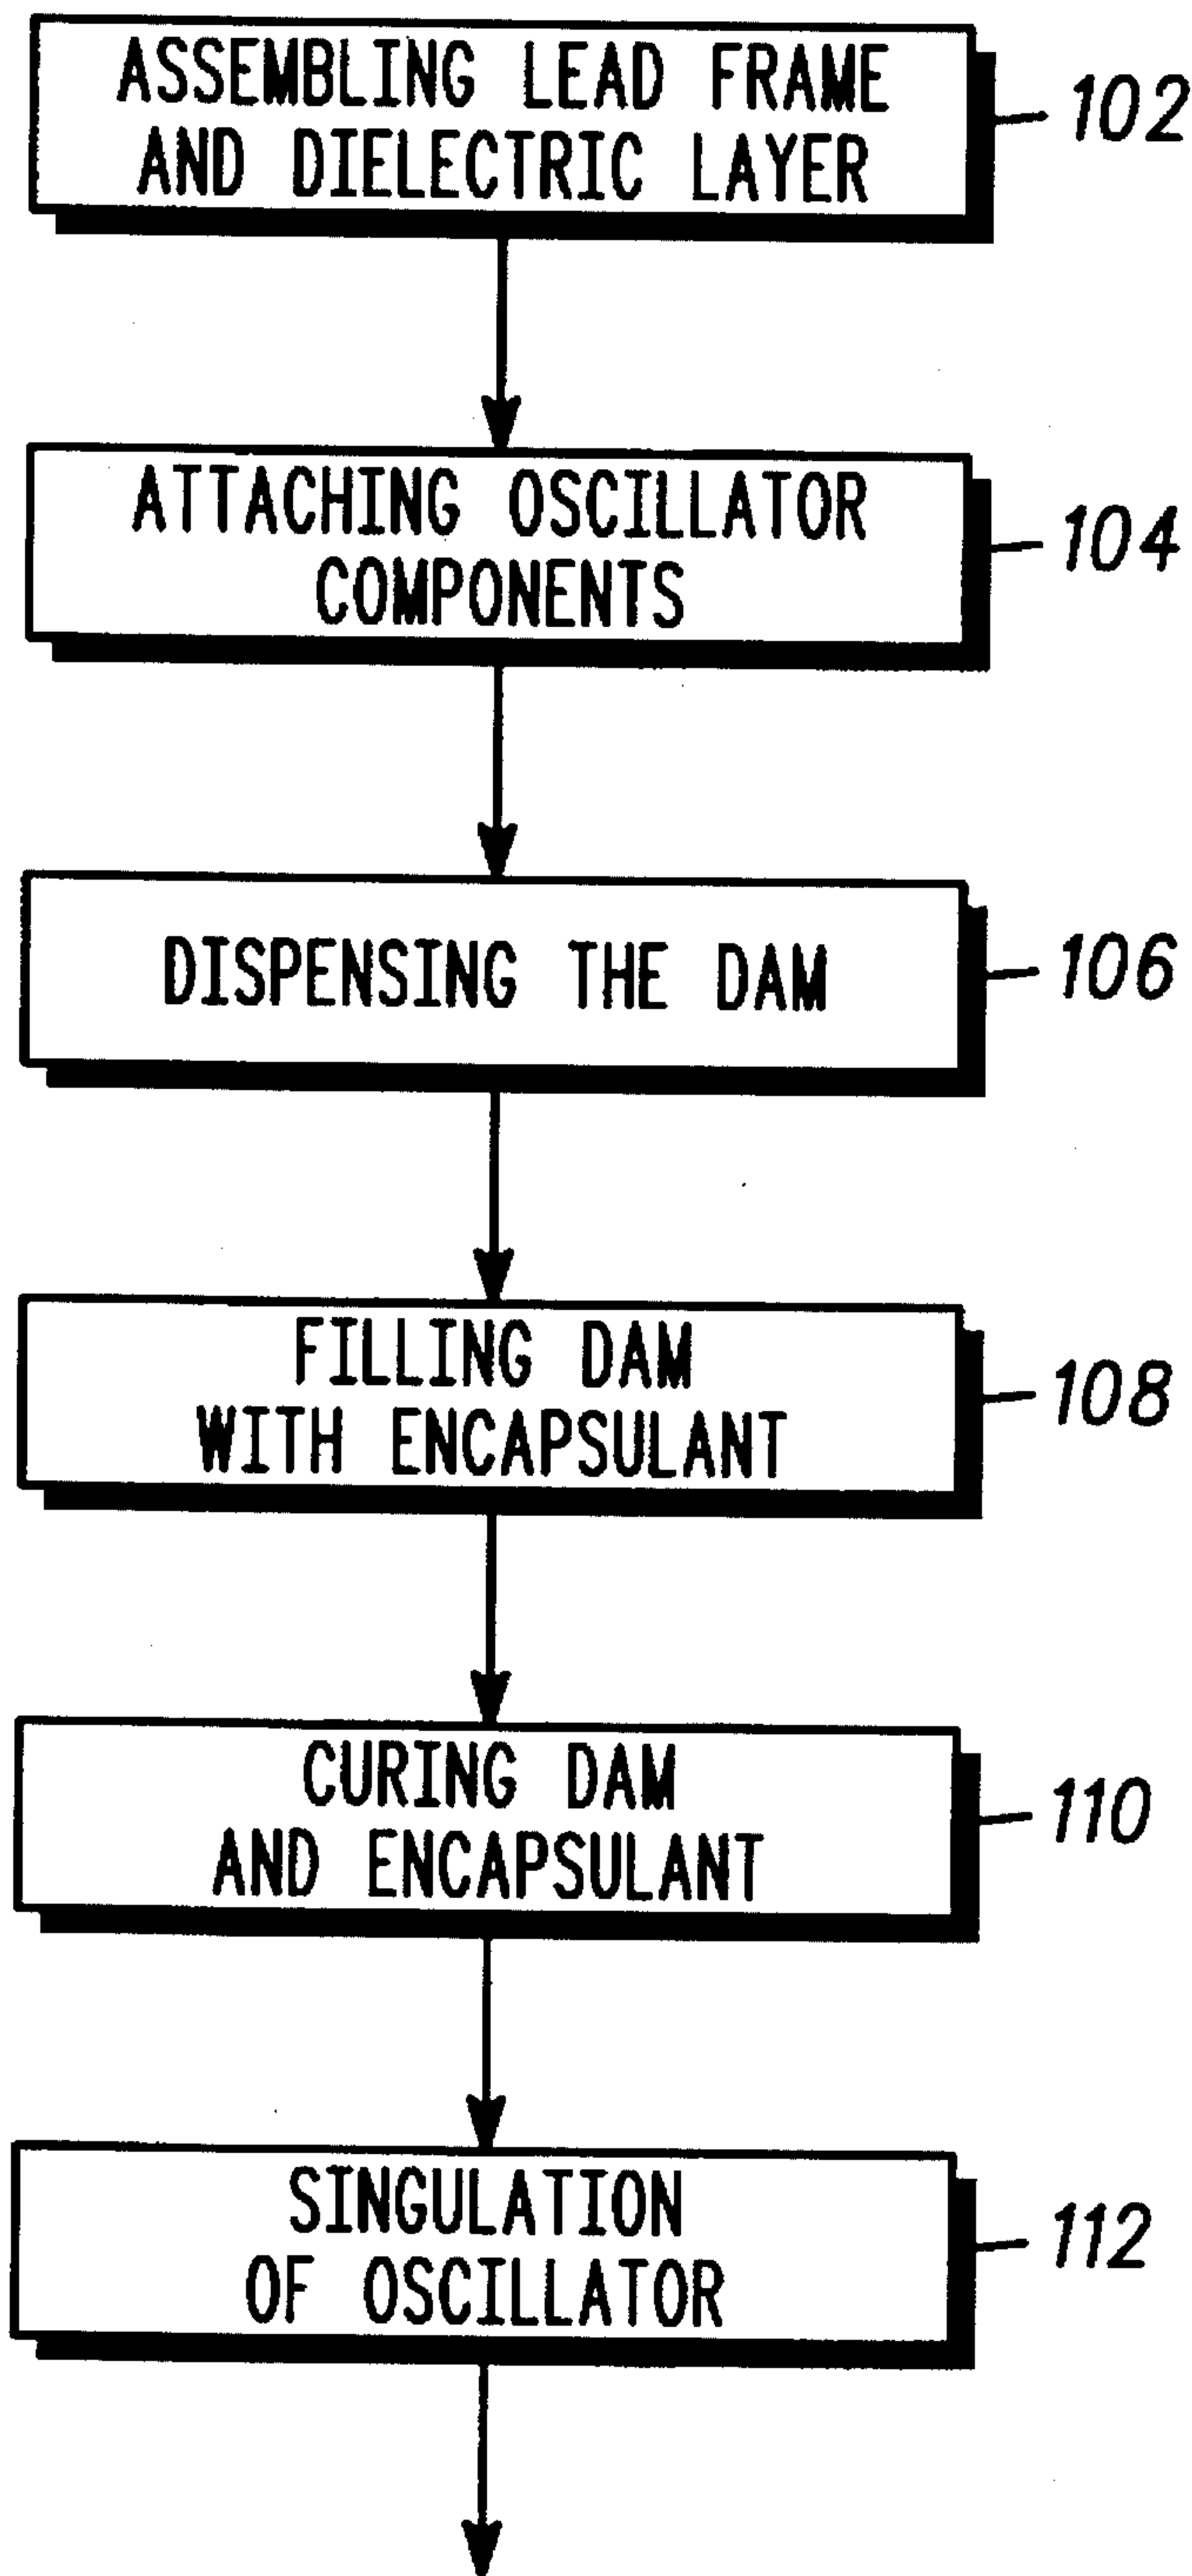 ASSEMBLING LEAD FRAME
AND DIELECTRIC LAYER
102
ATTACHING OSCILLATOR
COMPONENTS
104
DISPENSING THE DAM
106
FILLING DAM
WITH ENCAPSULANT
108
CURING DAM
AND ENCAPSULANT
110
SINGULATION
OF OSCILLATOR
112